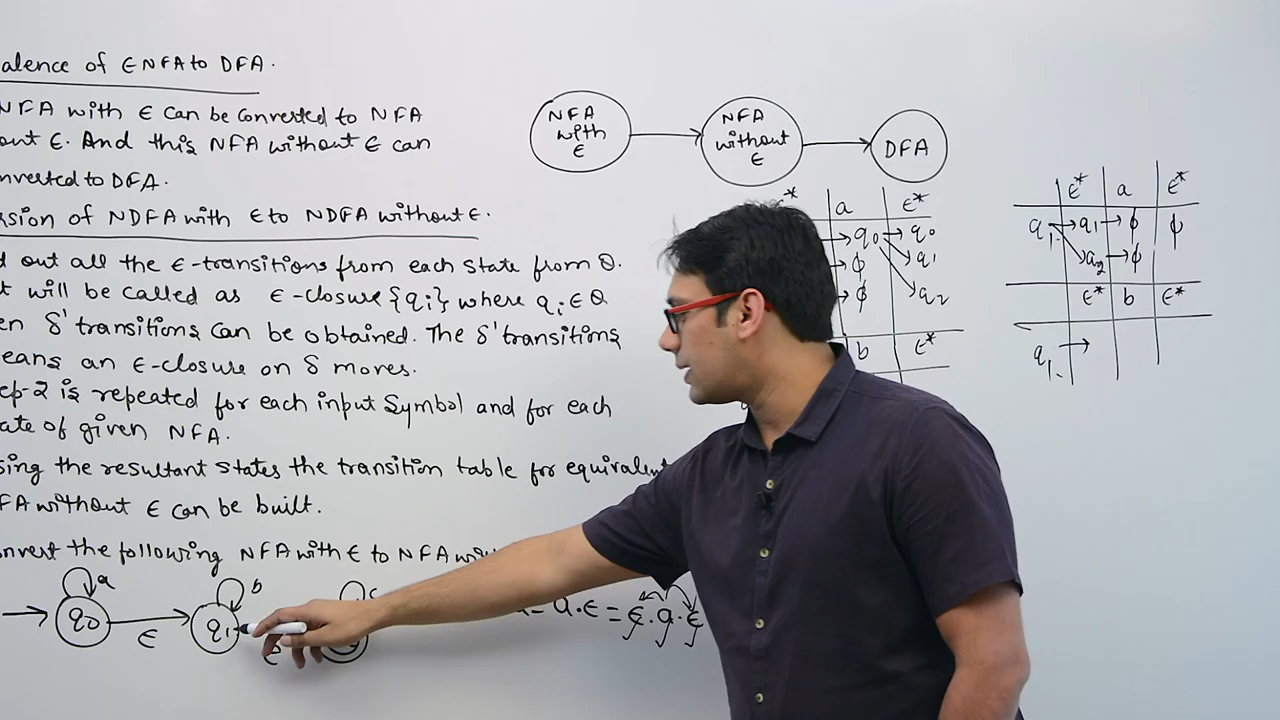 alence of ∈ NFA to DFA.
NFA with ∈ Can be Converted to NFA
out ∈. And this NFA without ∈ can
nverted to DFA.
rsion of NDFA with ∈ to NDFA without ∈.
d out all the ∈-transitions from each state from Q.
t will be called as ∈-closure{qi} where qi ∈ Q
en δ' transitions can be obtained. The δ' transitions
eans an ∈-closure on δ moves.
ep-2 is repeated for each input Symbol and for each
ate of given NFA.
sing the resultant states the transition table for equivalent
FA without ∈ can be built.
nvert the following NFA with ∈ to NFA
q0 a ∈ q1 b ∈ c
a·∈ = ∈·a·∈
NFA with ∈
NFA without ∈
DFA
∈* a ∈*
q0 q0
ϕ q1
ϕ q2
b ∈*
∈* a ∈*
q1 q1 ϕ ϕ
q2 ϕ
∈* b ∈*
q1